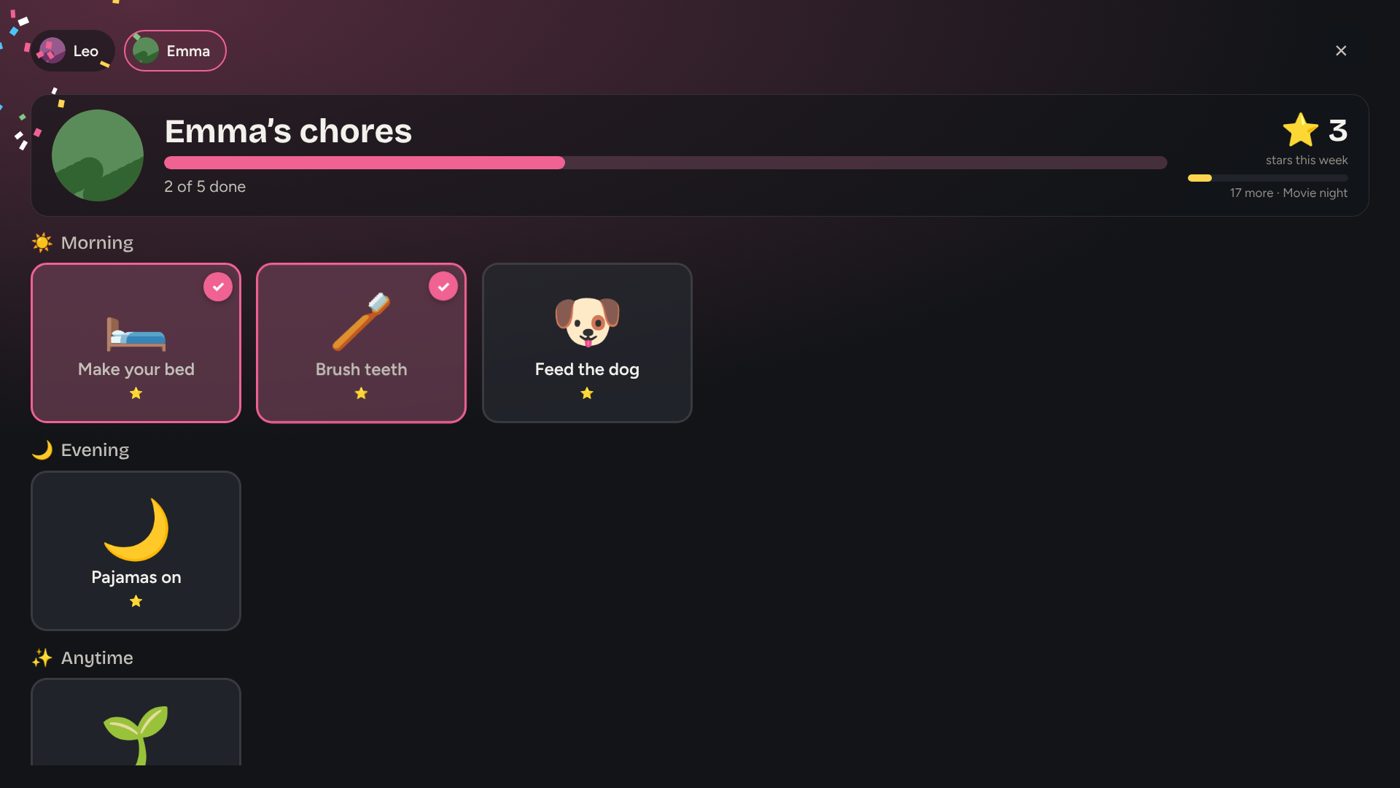 Leo
Emma
Emma's chores
2 of 5 done
3
stars this week
17 more · Movie night
Morning
Make your bed
Brush teeth
Feed the dog
Evening
Pajamas on
Anytime